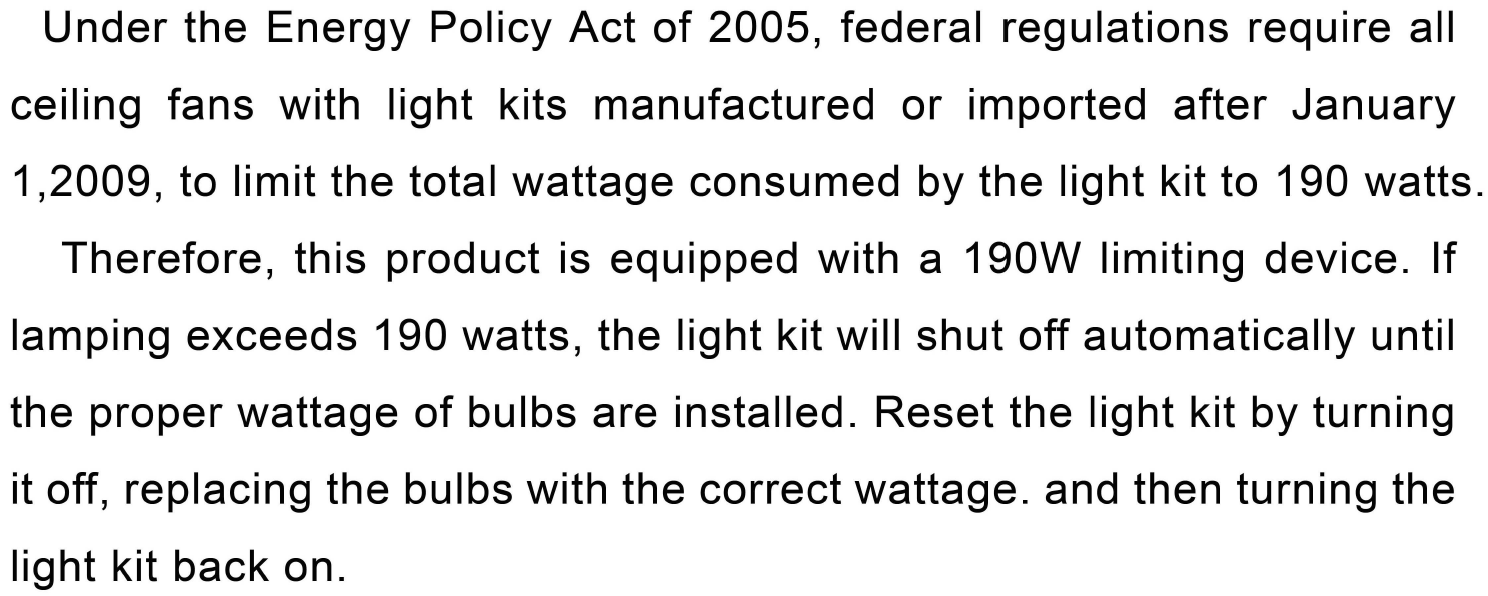 Under the Energy Policy Act of 2005, federal regulations require all
ceiling fans with light kits manufactured or imported after January
1,2009, to limit the total wattage consumed by the light kit to 190 watts.
Therefore, this product is equipped with a 190W limiting device. If
lamping exceeds 190 watts, the light kit will shut off automatically until
the proper wattage of bulbs are installed. Reset the light kit by turning
it off, replacing the bulbs with the correct wattage. and then turning the
light kit back on.